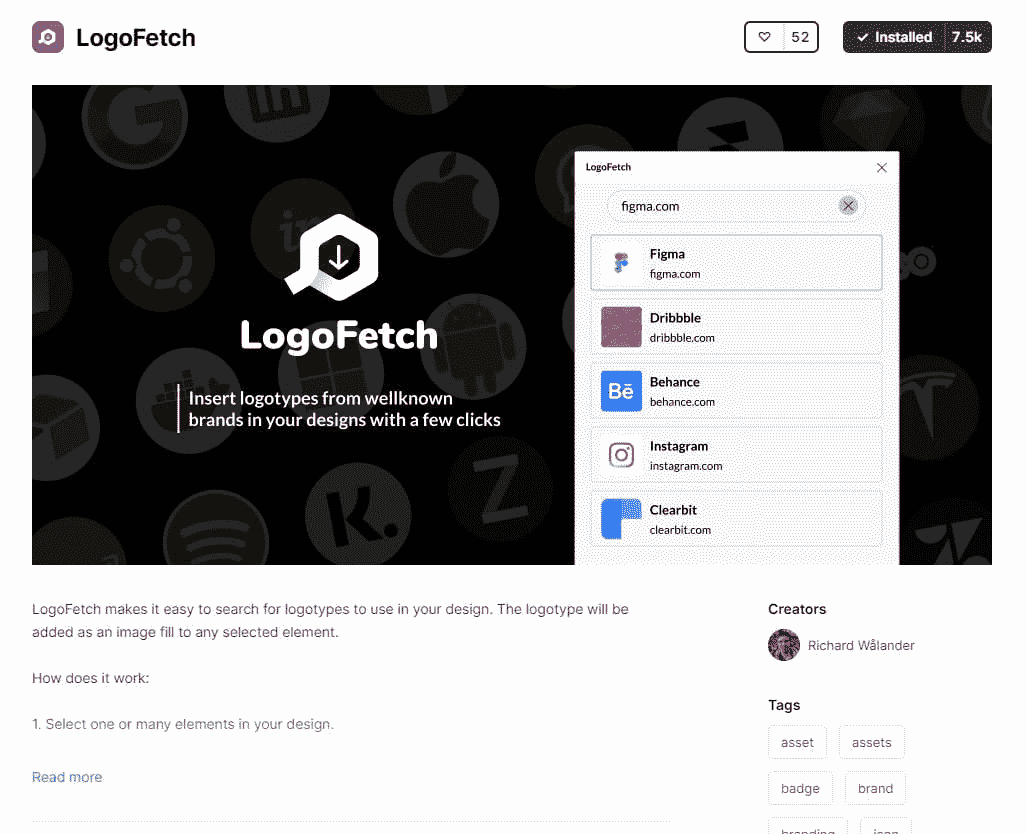 LogoFetch
52
Installed
7.5k
LogoFetch
figma.com
Figma
figma.com
Dribbble
dribbble.com
Bē
Behance
behance.com
Instagram
instagram.com
Clearbit
clearbit.com
LogoFetch
Insert logotypes from wellknown
brands in your designs with a few clicks
LogoFetch makes it easy to search for logotypes to use in your design. The logotype will be
added as an image fill to any selected element.
How does it work:
1. Select one or many elements in your design.
Read more
Creators
Richard Wålander
Tags
asset
assets
badge
brand
branding
icon